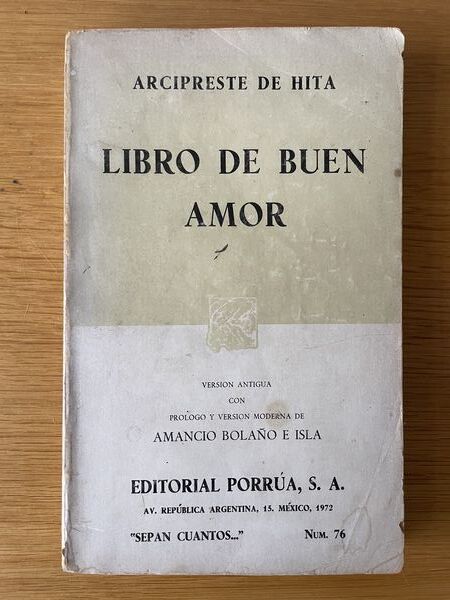 ARCIPRESTE DE HITA
LIBRO DE BUEN
AMOR
VERSION ANTIGUA
CON
PROLOGO Y VERSION MODERNA DE
AMANCIO BOLAÑO E ISLA
EDITORIAL PORRÚA, S. A.
AV. REPÚBLICA ARGENTINA, 15. MÉXICO, 1972
"SEPAN CUANTOS..." NUM. 76